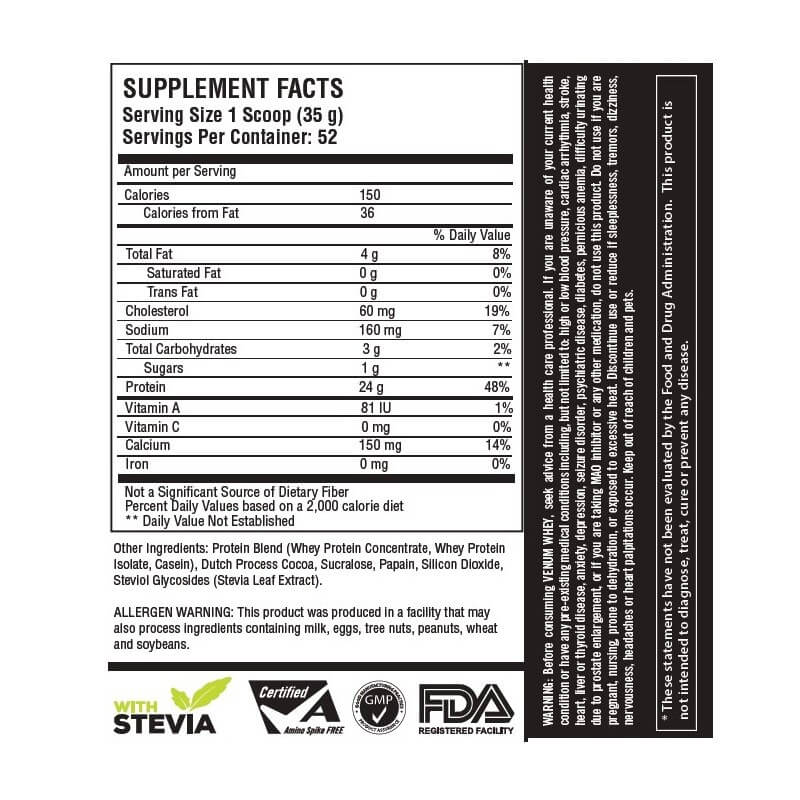 SUPPLEMENT FACTS
Serving Size 1 Scoop (35 g)
Servings Per Container: 52
Amount per Serving
Calories 150
Calories from Fat 36
% Daily Value
Total Fat 4 g 8%
Saturated Fat 0 g 0%
Trans Fat 0 g 0%
Cholesterol 60 mg 19%
Sodium 160 mg 7%
Total Carbohydrates 3 g 2%
Sugars 1 g **
Protein 24 g 48%
Vitamin A 81 IU 1%
Vitamin C 0 mg 0%
Calcium 150 mg 14%
Iron 0 mg 0%
Not a Significant Source of Dietary Fiber
Percent Daily Values based on a 2,000 calorie diet
** Daily Value Not Established
Other Ingredients: Protein Blend (Whey Protein Concentrate, Whey Protein
Isolate, Casein), Dutch Process Cocoa, Sucralose, Papain, Silicon Dioxide,
Steviol Glycosides (Stevia Leaf Extract).
ALLERGEN WARNING: This product was produced in a facility that may
also process ingredients containing milk, eggs, tree nuts, peanuts, wheat
and soybeans.
WITH
STEVIA
Certified
A
Amino Spike FREE
GOOD MANUFACTURING PRACTICE
GMP
PRODUCT ASSURANCE
FDA
REGISTERED FACILITY
WARNING: Before consuming VENUM WHEY, seek advice from a health care professional. If you are unaware of your current health
condition or have any pre-existing medical conditions including, but not limited to: high or low blood pressure, cardiac arrhythmia, stroke,
heart, liver or thyroid disease, anxiety, depression, seizure disorder, psychiatric disease, diabetes, pernicious anemia, difficulty urinating
due to prostate enlargement, or if you are taking MAO inhibitor or any other medication, do not use this product. Do not use if you are
pregnant, nursing, prone to dehydration, or exposed to excessive heat. Discontinue use or reduce if sleeplessness, tremors, dizziness,
nervousness, headaches or heart palpitations occur. Keep out of reach of children and pets.
* These statements have not been evaluated by the Food and Drug Administration. This product is
not intended to diagnose, treat, cure or prevent any disease.